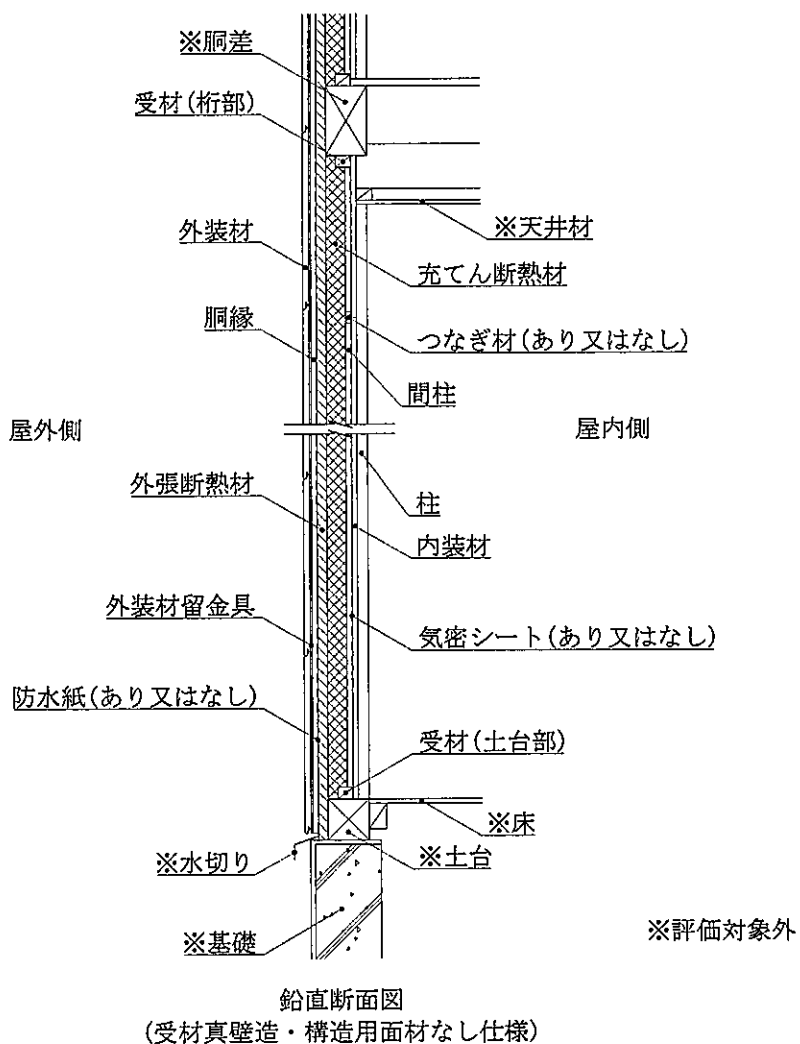 ※胴差
受材(桁部)
※天井材
外装材
充てん断熱材
胴縁
つなぎ材(あり又はなし)
間柱
屋外側
屋内側
外張断熱材
柱
内装材
外装材留金具
気密シート(あり又はなし)
防水紙(あり又はなし)
受材(土台部)
※床
※水切り
※土台
※基礎
※評価対象外
鉛直断面図
(受材真壁造・構造用面材なし仕様)